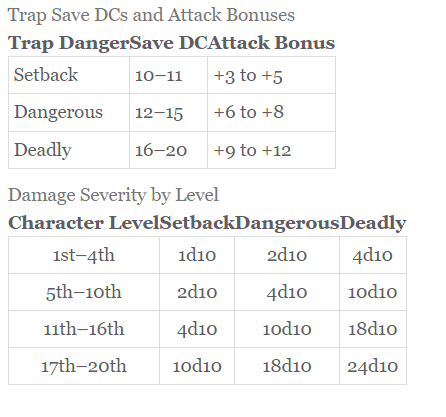 Trap Save DCs and Attack Bonuses
Trap Danger Save DC Attack Bonus
Setback 10–11 +3 to +5
Dangerous 12–15 +6 to +8
Deadly 16–20 +9 to +12
Damage Severity by Level
Character Level Setback Dangerous Deadly
1st–4th 1d10 2d10 4d10
5th–10th 2d10 4d10 10d10
11th–16th 4d10 10d10 18d10
17th–20th 10d10 18d10 24d10